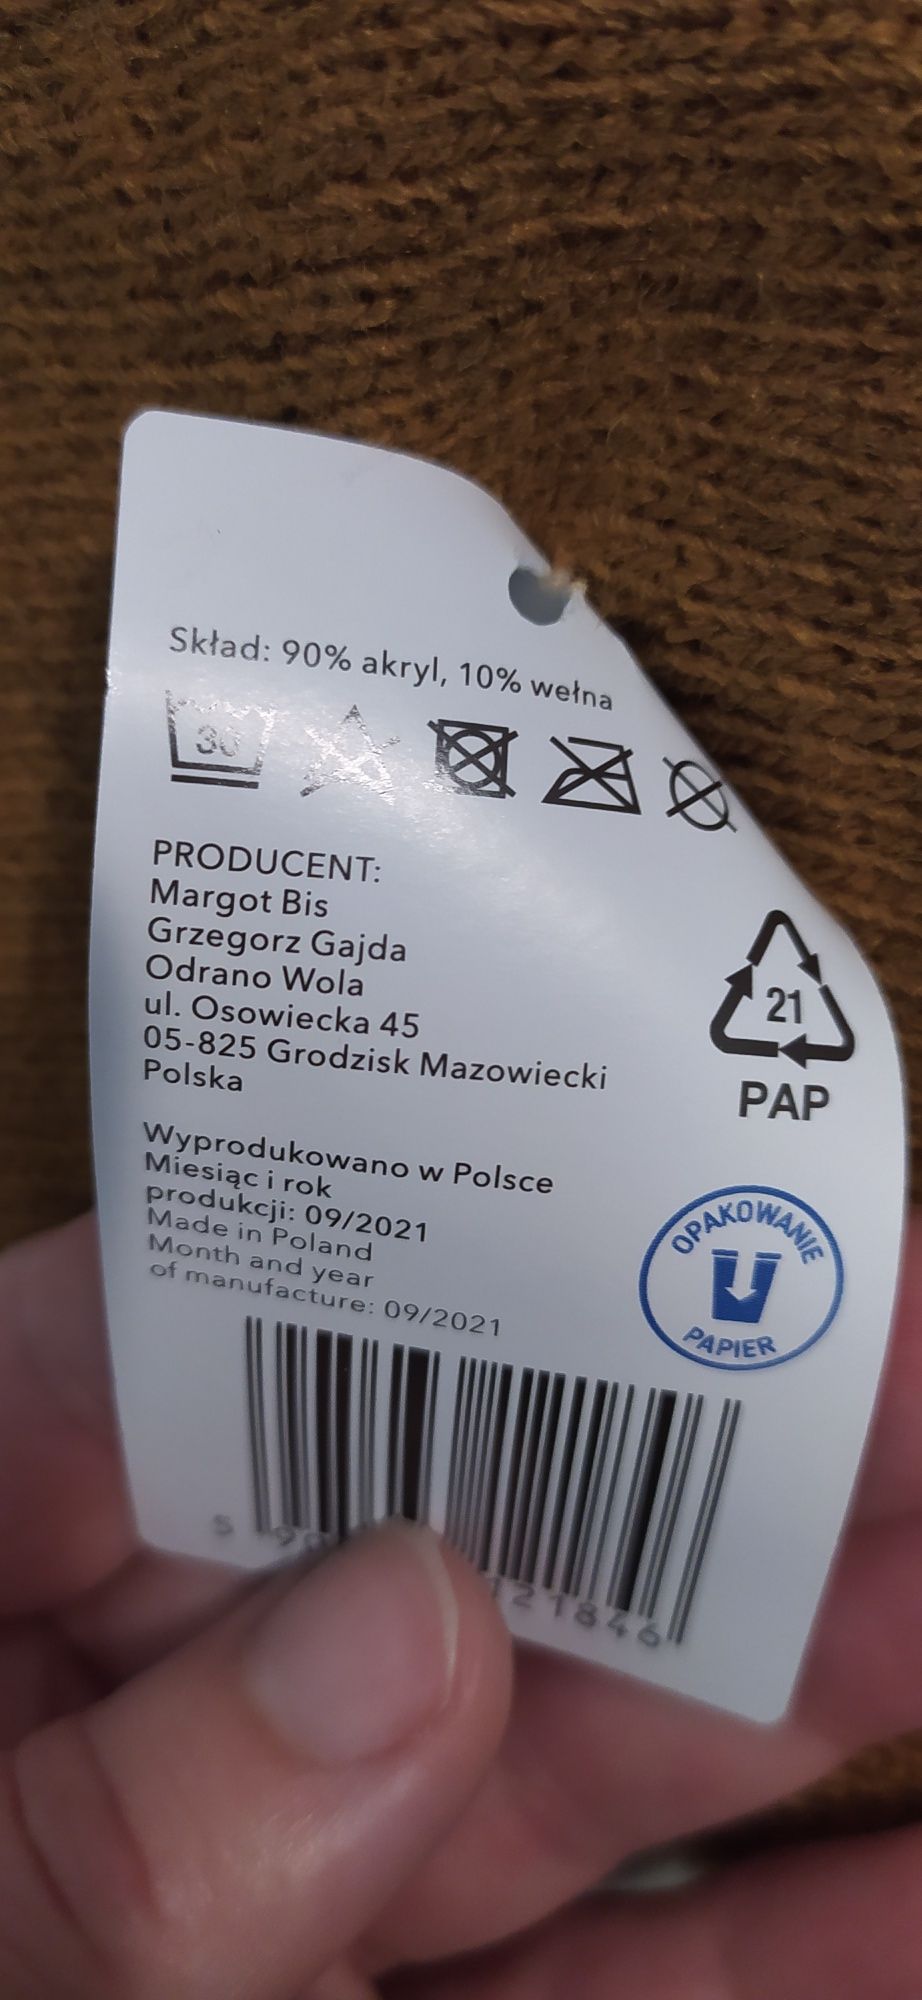 Skład: 90% akryl, 10% wełna
30
PRODUCENT:
Margot Bis
Grzegorz Gajda
Odrano Wola
ul. Osowiecka 45
05-825 Grodzisk Mazowiecki
Polska
21
PAP
Wyprodukowano w Polsce
Miesiąc i rok
produkcji: 09/2021
Made in Poland
Month and year
of manufacture: 09/2021
OPAKOWANIE
PAPIER